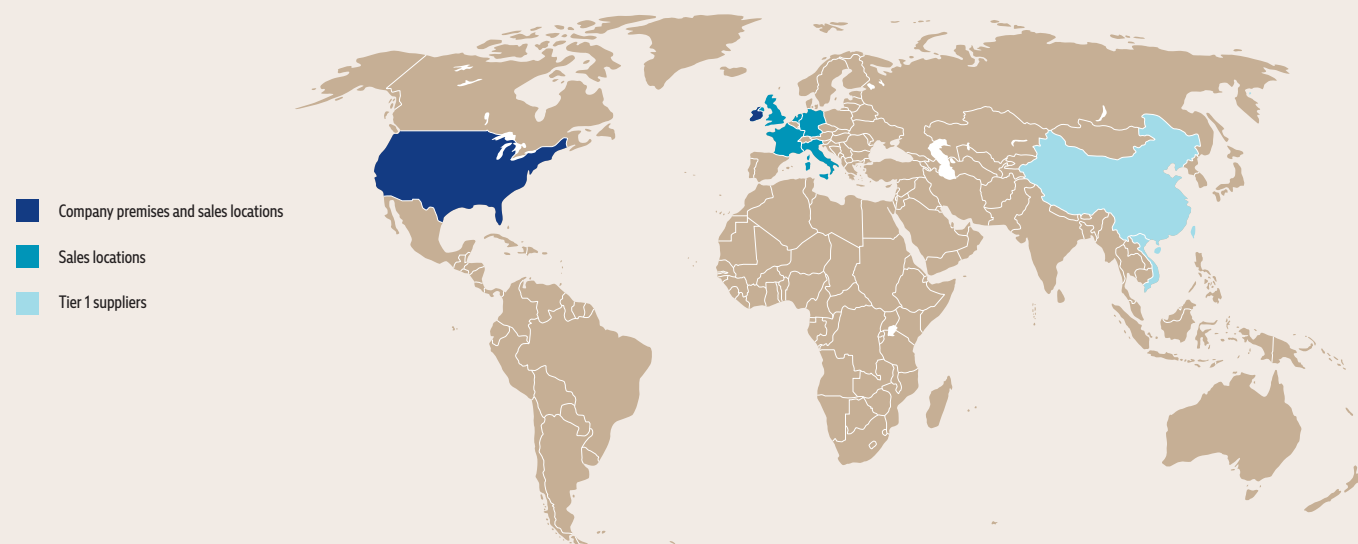 Company premises and sales locations
Sales locations
Tier 1 suppliers